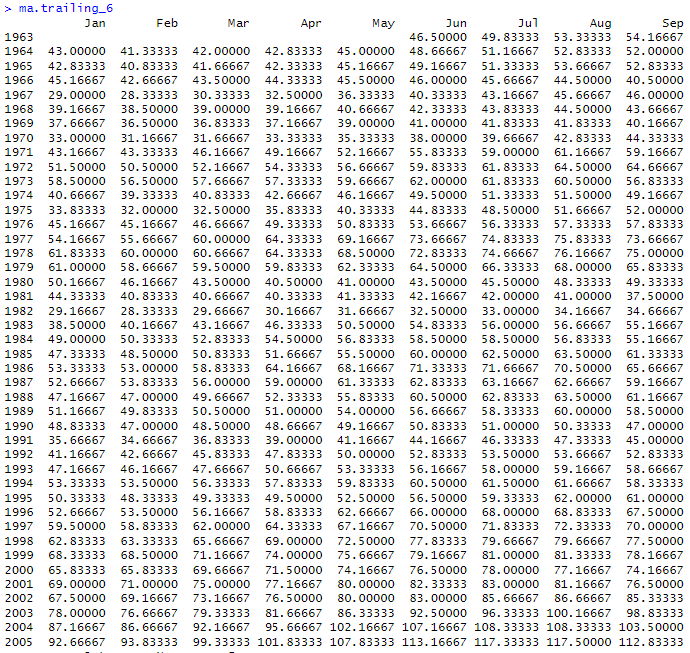 > ma.trailing_6
Jan Feb Mar Apr May Jun Jul Aug Sep
1963 46.50000 49.83333 53.33333 54.16667
1964 43.00000 41.33333 42.00000 42.83333 45.00000 48.66667 51.16667 52.83333 52.00000
1965 42.83333 40.83333 41.66667 42.33333 45.16667 49.16667 51.33333 53.66667 52.83333
1966 45.16667 42.66667 43.50000 44.33333 45.50000 46.00000 45.66667 44.50000 40.50000
1967 29.00000 28.33333 30.33333 32.50000 36.33333 40.33333 43.16667 45.66667 46.00000
1968 39.16667 38.50000 39.00000 39.16667 40.66667 42.33333 43.83333 44.50000 43.66667
1969 37.66667 36.50000 36.83333 37.16667 39.00000 41.00000 41.83333 41.83333 40.16667
1970 33.00000 31.16667 31.66667 33.33333 35.33333 38.00000 39.66667 42.83333 44.33333
1971 43.16667 43.33333 46.16667 49.16667 52.16667 55.83333 59.00000 61.16667 59.16667
1972 51.50000 50.50000 52.16667 54.33333 56.66667 59.83333 61.83333 64.50000 64.66667
1973 58.50000 56.50000 57.66667 57.33333 59.66667 62.00000 61.83333 60.50000 56.83333
1974 40.66667 39.33333 40.83333 42.66667 46.16667 49.50000 51.33333 51.50000 49.16667
1975 33.83333 32.00000 32.50000 35.83333 40.33333 44.83333 48.50000 51.66667 52.00000
1976 45.16667 45.16667 46.66667 49.33333 50.83333 53.66667 56.33333 57.33333 57.83333
1977 54.16667 55.66667 60.00000 64.33333 69.16667 73.66667 74.83333 75.83333 73.66667
1978 61.83333 60.00000 60.66667 64.33333 68.50000 72.83333 74.66667 76.16667 75.00000
1979 61.00000 58.66667 59.50000 59.83333 62.33333 64.50000 66.33333 68.00000 65.83333
1980 50.16667 46.16667 43.50000 40.50000 41.00000 43.50000 45.50000 48.33333 49.33333
1981 44.33333 40.83333 40.66667 40.33333 41.33333 42.16667 42.00000 41.00000 37.50000
1982 29.16667 28.33333 29.66667 30.16667 31.66667 32.50000 33.00000 34.16667 34.66667
1983 38.50000 40.16667 43.16667 46.33333 50.50000 54.83333 56.00000 56.66667 55.16667
1984 49.00000 50.33333 52.83333 54.50000 56.83333 58.50000 58.50000 56.83333 55.16667
1985 47.33333 48.50000 50.83333 51.66667 55.50000 60.00000 62.50000 63.50000 61.33333
1986 53.33333 53.00000 58.83333 64.16667 68.16667 71.33333 71.66667 70.50000 65.66667
1987 52.66667 53.83333 56.00000 59.00000 61.33333 62.83333 63.16667 62.66667 59.16667
1988 47.16667 47.00000 49.66667 52.33333 55.83333 60.50000 62.83333 63.50000 61.16667
1989 51.16667 49.83333 50.50000 51.00000 54.00000 56.66667 58.33333 60.00000 58.50000
1990 48.83333 47.00000 48.50000 48.66667 49.16667 50.83333 51.00000 50.33333 47.00000
1991 35.66667 34.66667 36.83333 39.00000 41.16667 44.16667 46.33333 47.33333 45.00000
1992 41.16667 42.66667 45.83333 47.83333 50.00000 52.83333 53.50000 53.66667 52.83333
1993 47.16667 46.16667 47.66667 50.66667 53.33333 56.16667 58.00000 59.16667 58.66667
1994 53.33333 53.50000 56.33333 57.83333 59.83333 60.50000 61.50000 61.66667 58.33333
1995 50.33333 48.33333 49.33333 49.50000 52.50000 56.50000 59.33333 62.00000 61.00000
1996 52.66667 53.50000 56.16667 58.83333 62.66667 66.00000 68.00000 68.83333 67.50000
1997 59.50000 58.83333 62.00000 64.33333 67.16667 70.50000 71.83333 72.33333 70.00000
1998 62.83333 63.33333 65.66667 69.00000 72.50000 77.83333 79.66667 79.66667 77.50000
1999 68.33333 68.50000 71.16667 74.00000 75.66667 79.16667 81.00000 81.33333 78.16667
2000 65.83333 65.83333 69.66667 71.50000 74.16667 76.50000 78.00000 77.16667 74.16667
2001 69.00000 71.00000 75.00000 77.16667 80.00000 82.33333 83.00000 81.16667 76.50000
2002 67.50000 69.16667 73.16667 76.50000 80.00000 83.00000 85.66667 86.66667 85.33333
2003 78.00000 76.66667 79.33333 81.66667 86.33333 92.50000 96.33333 100.16667 98.83333
2004 87.16667 86.66667 92.16667 95.66667 102.16667 107.16667 108.33333 108.33333 103.50000
2005 92.66667 93.83333 99.33333 101.83333 107.83333 113.16667 117.33333 117.50000 112.83333